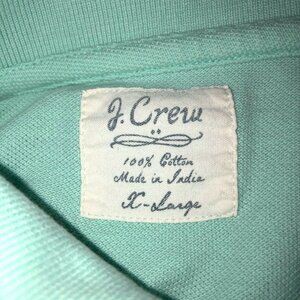 J. Crew
100% Cotton
Made in India
X-Large